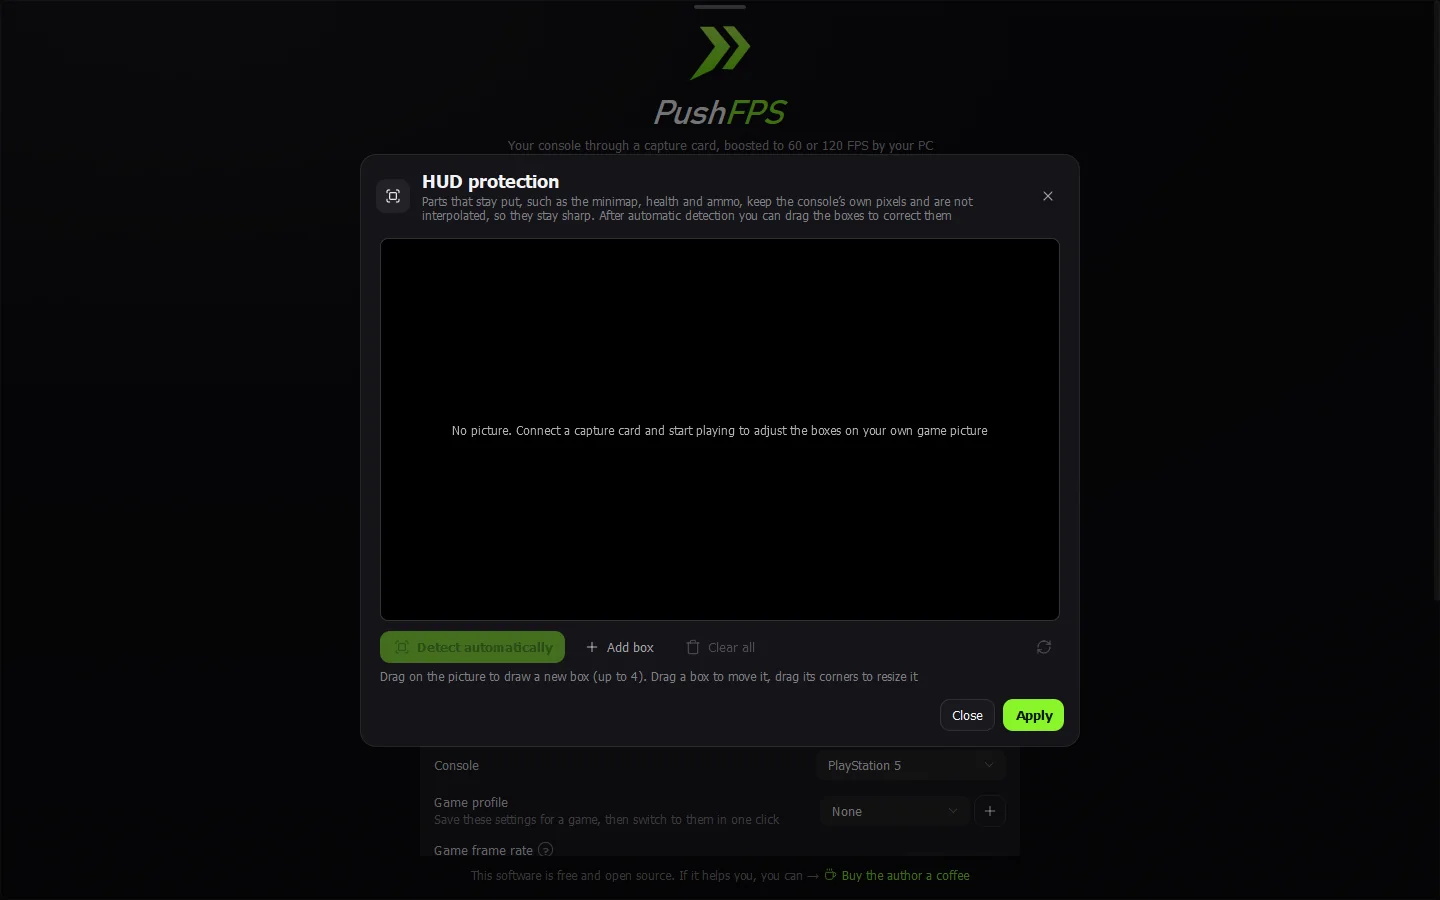 PushFPS
Your console through a capture card, boosted to 60 or 120 FPS by your PC
HUD protection
Parts that stay put, such as the minimap, health and ammo, keep the console's own pixels and are not
interpolated, so they stay sharp. After automatic detection you can drag the boxes to correct them
No picture. Connect a capture card and start playing to adjust the boxes on your own game picture
Detect automatically
Add box
Clear all
Drag on the picture to draw a new box (up to 4). Drag a box to move it, drag its corners to resize it
Close
Apply
Console
PlayStation 5
Game profile
Save these settings for a game, then switch to them in one click
None
Game frame rate ?
This software is free and open source. If it helps you, you can → Buy the author a coffee